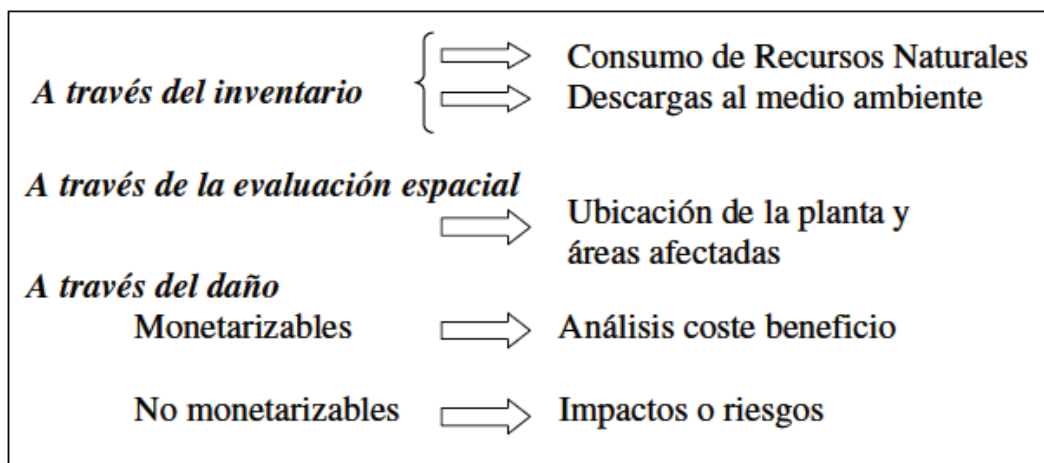 Consumo de Recursos Naturales
A través del inventario
Descargas al medio ambiente
A través de la evaluación espacial
Ubicación de la planta y
áreas afectadas
A través del daño
Monetarizables Análisis coste beneficio
No monetarizables Impactos o riesgos